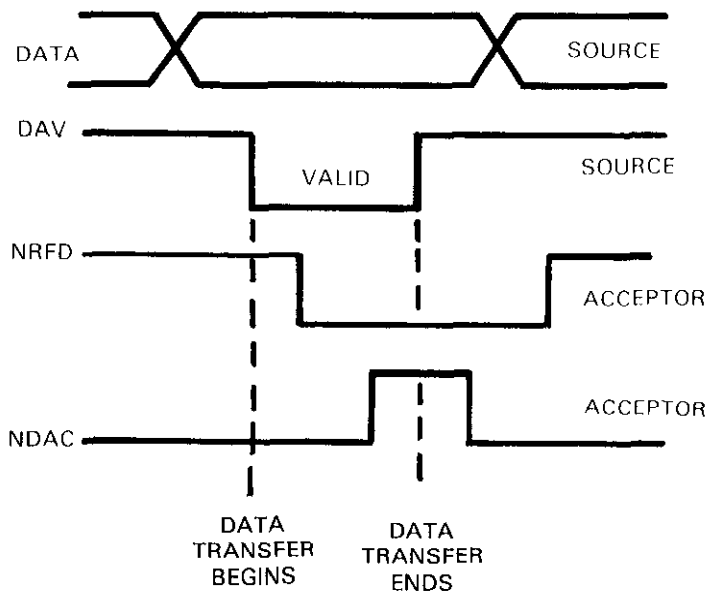 DATA
SOURCE
DAV
VALID
SOURCE
NRFD
ACCEPTOR
NDAC
ACCEPTOR
DATA
TRANSFER
BEGINS
DATA
TRANSFER
ENDS